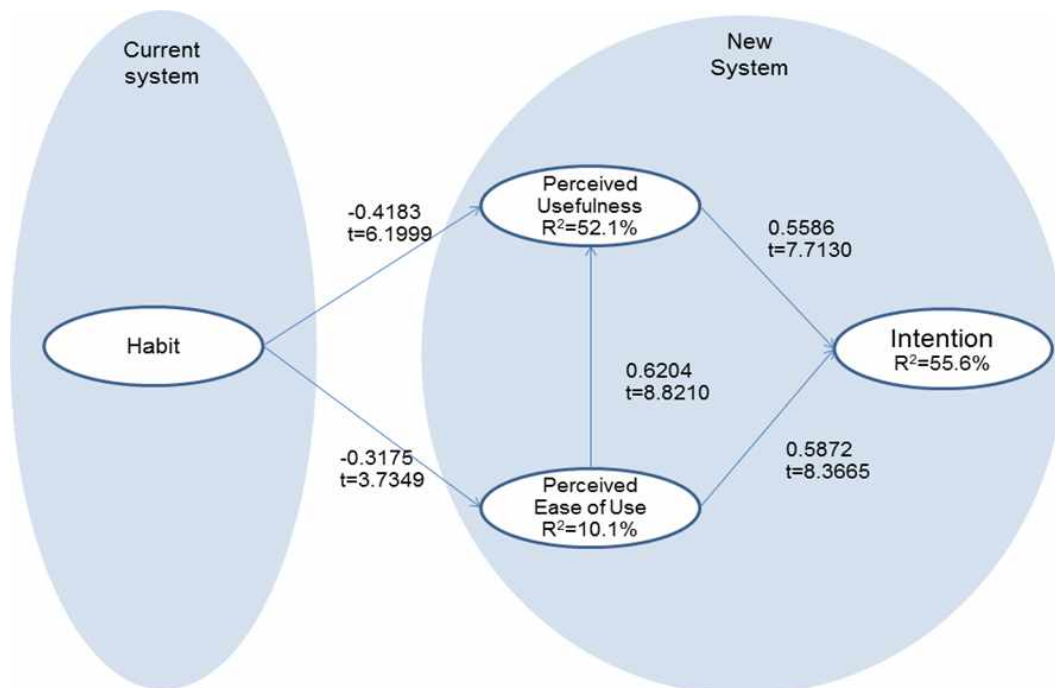 Current
system
New
System
Perceived
Usefulness
R²=52.1%
-0.4183
t=6.1999
0.5586
t=7.7130
Habit
Intention
R²=55.6%
0.6204
t=8.8210
-0.3175
t=3.7349
0.5872
t=8.3665
Perceived
Ease of Use
R²=10.1%